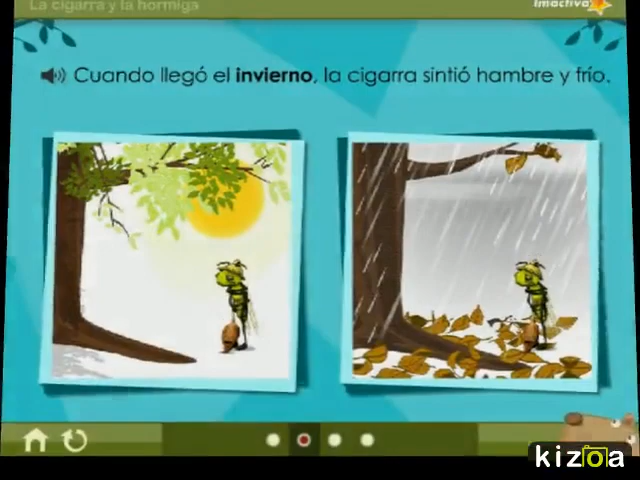 La cigarra y la hormiga
Imactiva
Cuando llegó el invierno, la cigarra sintió hambre y frío.
kizoa